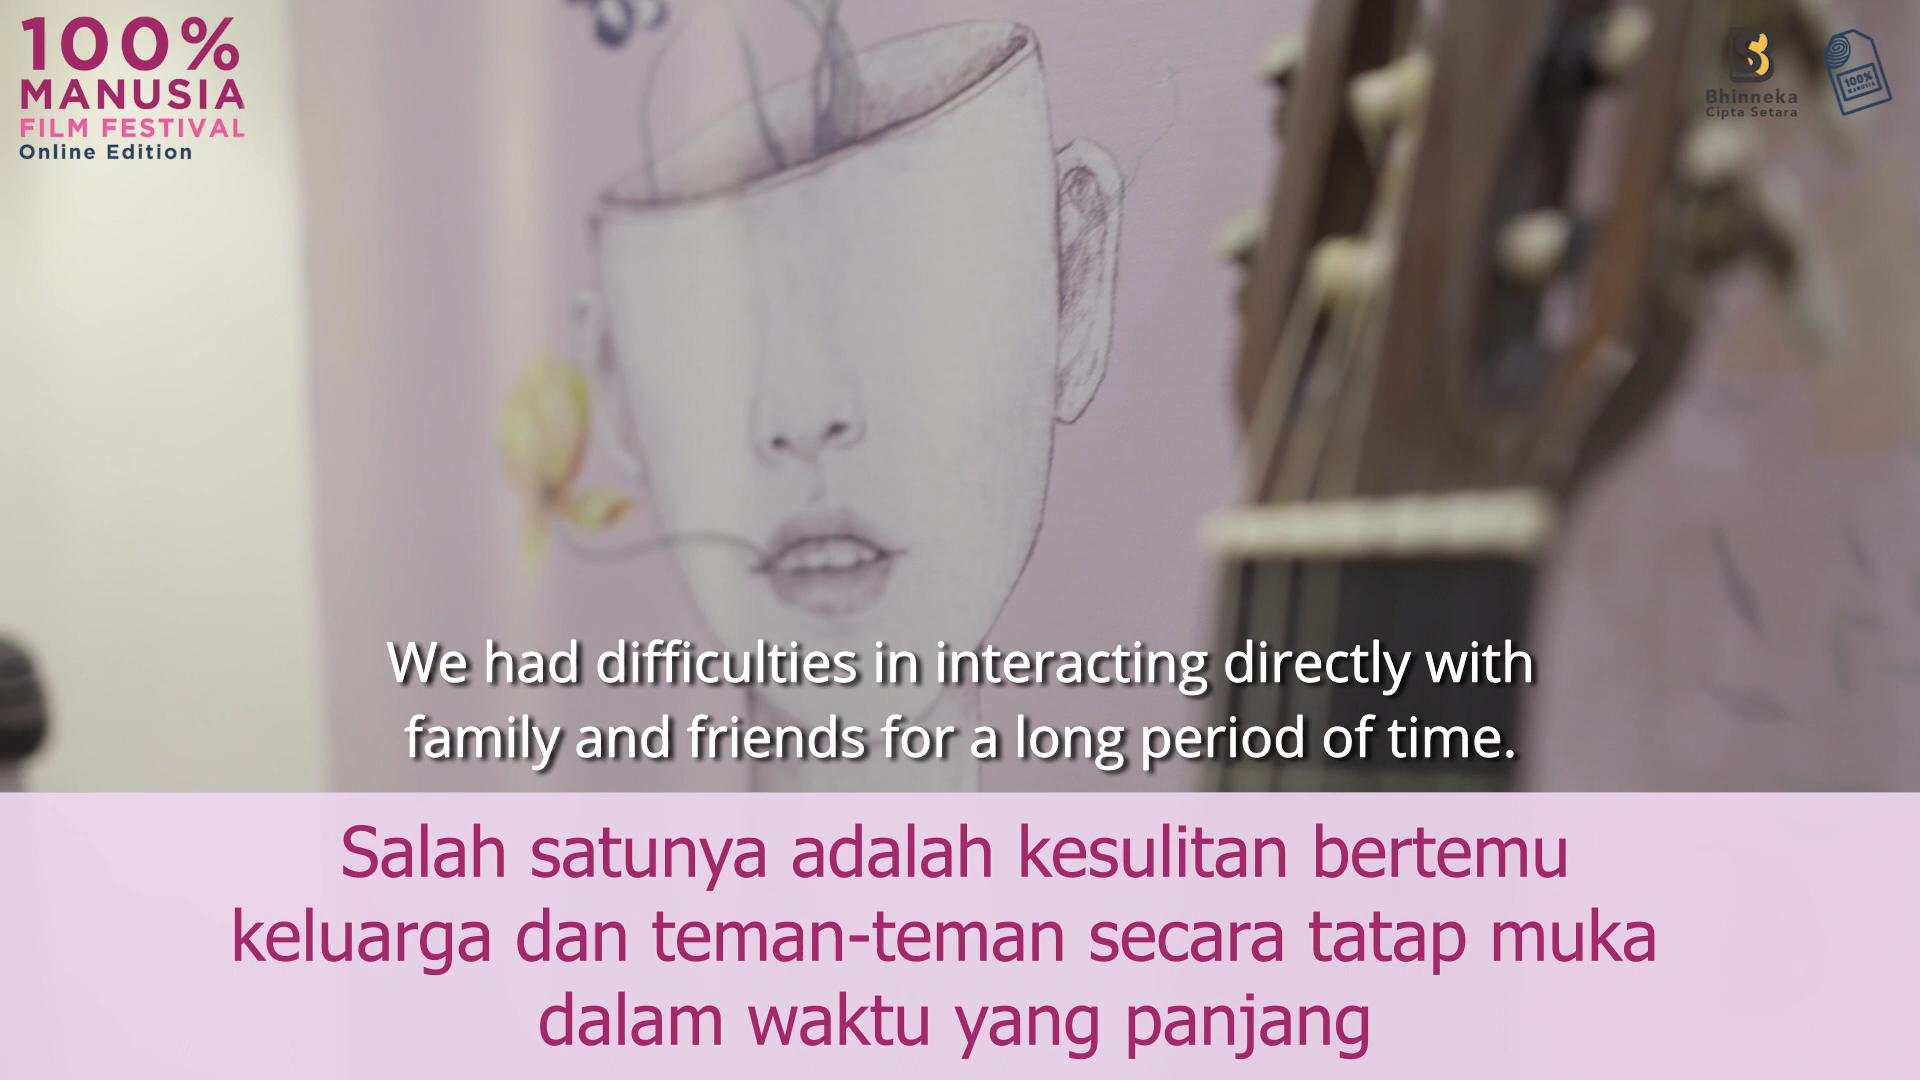 100%
MANUSIA
FILM FESTIVAL
Online Edition
Bhinneka
Cipta Setara
100%
MANUSIA
We had difficulties in interacting directly with
family and friends for a long period of time.
Salah satunya adalah kesulitan bertemu
keluarga dan teman-teman secara tatap muka
dalam waktu yang panjang